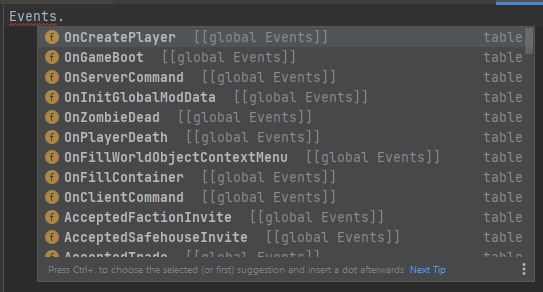 Events.
f OnCreatePlayer [[global Events]] table
f OnGameBoot [[global Events]] table
f OnServerCommand [[global Events]] table
f OnInitGlobalModData [[global Events]] table
f OnZombieDead [[global Events]] table
f OnPlayerDeath [[global Events]] table
f OnFillWorldObjectContextMenu [[global Events]] table
f OnFillContainer [[global Events]] table
f OnClientCommand [[global Events]] table
f AcceptedFactionInvite [[global Events]] table
f AcceptedSafehouseInvite [[global Events]] table
f AcceptedTrade [[global Events]] table
Press Ctrl+. to choose the selected (or first) suggestion and insert a dot afterwards Next Tip